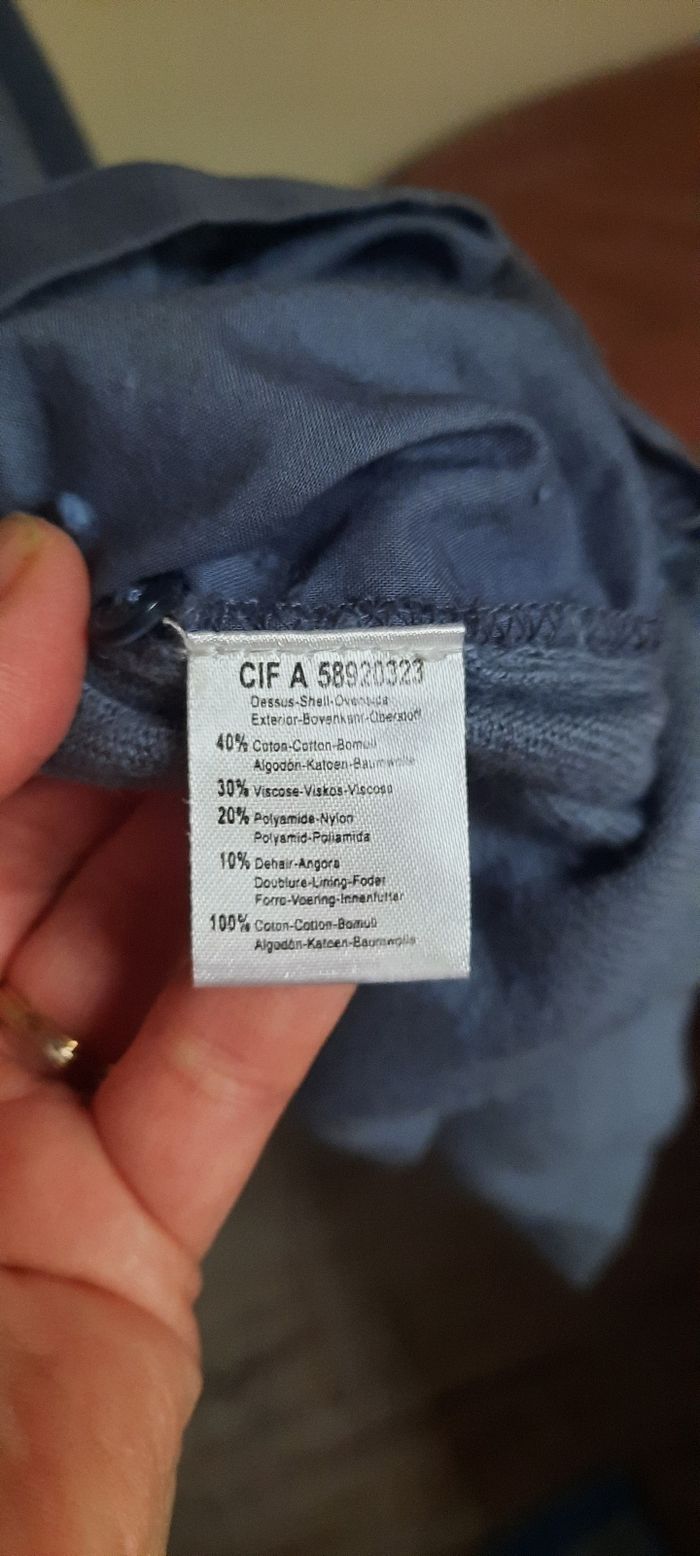 CIF A 58920323
Dessus-Shell-Overside
Exterior-Bovenkant-Oberstoff
40% Coton-Cotton-Bomull
Algodón-Katoen-Baumwolle
30% Viscose-Viskos-Viscosa
20% Polyamide-Nylon
Polyamid-Poliamida
10% Dehair-Angora
Doublure-Lining-Foder
Forro-Voering-Innenfutter
100% Coton-Cotton-Bomull
Algodón-Katoen-Baumwolle